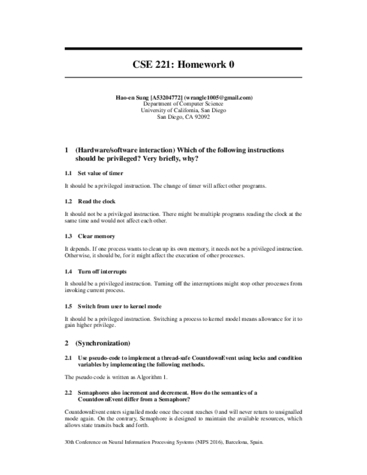 CSE 221: Homework 0
Hao-en Sung [A53204772] (wrangle1005@gmail.com)
Department of Computer Science
University of California, San Diego
San Diego, CA 92092
1 (Hardware/software interaction) Which of the following instructions
should be privileged? Very briefly, why?
1.1 Set value of timer
It should be a privileged instruction. The change of timer will affect other programs.
1.2 Read the clock
It should not be a privileged instruction. There might be multiple programs reading the clock at the
same time and would not affect each other.
1.3 Clear memory
It depends. If one process wants to clean up its own memory, it needs not be a privileged instruction.
Otherwise, it should be, for it might affect the execution of other processes.
1.4 Turn off interrupts
It should be a privileged instruction. Turning off the interruptions might stop other processes from
invoking current process.
1.5 Switch from user to kernel mode
It should be a privileged instruction. Switching a process to kernel model means allowance for it to
gain higher privilege.
2 (Synchronization)
2.1 Use pseudo-code to implement a thread-safe CountdownEvent using locks and condition
variables by implementing the following methods.
The pseudo code is written as Algorithm 1.
2.2 Semaphores also increment and decrement. How do the semantics of a
CountdownEvent differ from a Semaphore?
CountdownEvent enters signalled mode once the count reaches 0 and will never return to unsignalled
mode again. On the contrary, Semaphore is designed to maintain the available resources, which
allows state transits back and forth.
30th Conference on Neural Information Processing Systems (NIPS 2016), Barcelona, Spain.